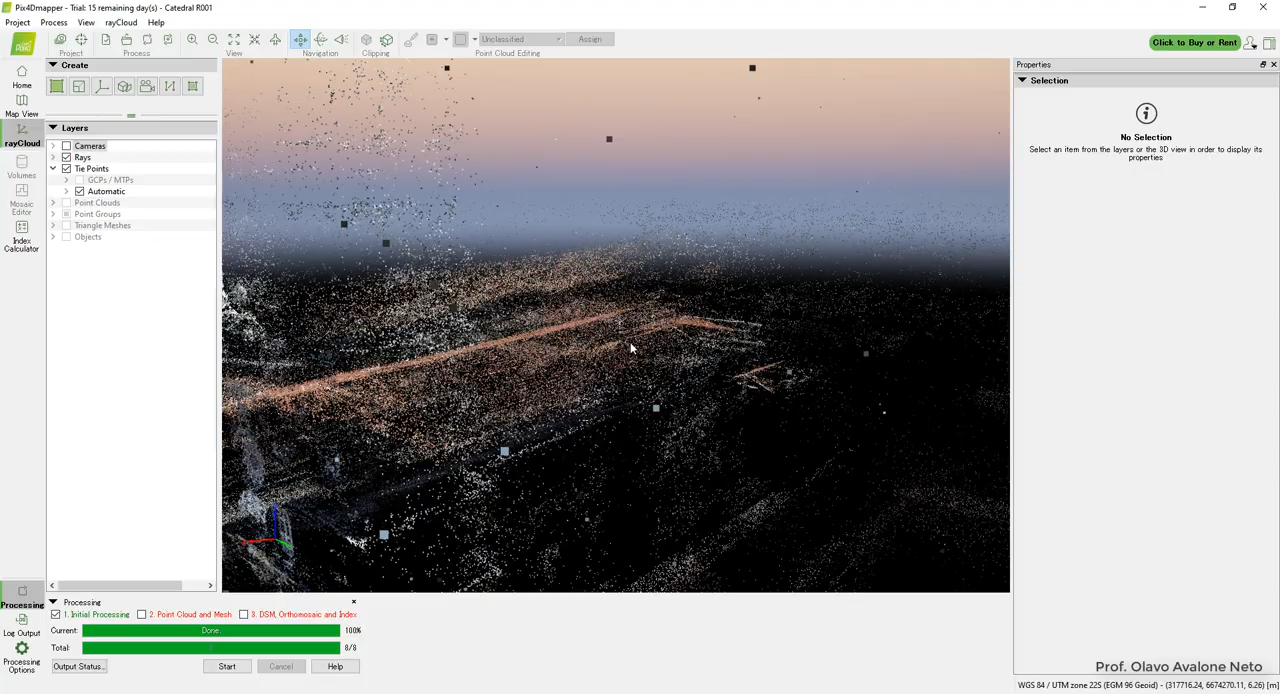 Pix4Dmapper - Trial: 15 remaining day(s) - Catedral R001
Project Process View rayCloud Help
Unclassified Assign
Click to Buy or Rent
Project Process View Navigation Clipping Point Cloud Editing
Home
Map View
rayCloud
Volumes
Mosaic
Editor
Index
Calculator
Processing
Log Output
Processing
Options
Create
Layers
Cameras
Rays
Tie Points
GCPs / MTPs
Automatic
Point Clouds
Point Groups
Triangle Meshes
Objects
Properties
Selection
No Selection
Select an item from the layers or the 3D view in order to display its
properties
Processing
1. Initial Processing 2. Point Cloud and Mesh 3. DSM, Orthomosaic and Index
Current: Done. 100%
Total: 8/8
Output Status... Start Cancel Help
Prof. Olavo Avalone Neto
WGS 84 / UTM zone 22S (EGM 96 Geoid) - (317716.24, 6674270.11, 6.26) [m]